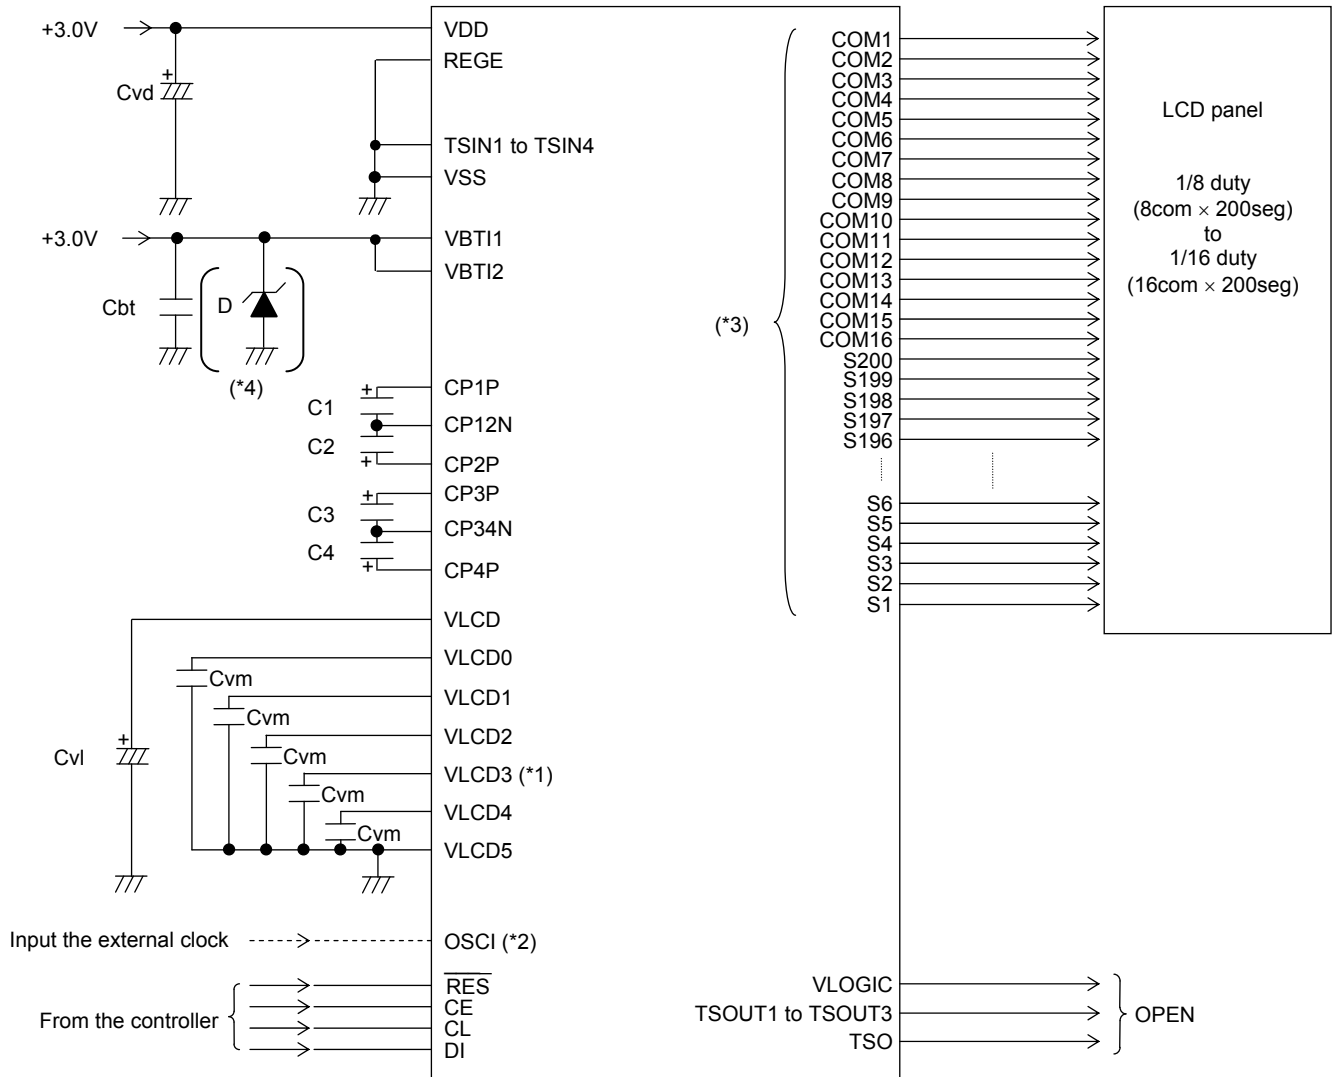 +3.0V
Cvd
+
VDD
REGE
TSIN1 to TSIN4
VSS
+3.0V
Cbt
D
(*4)
VBTI1
VBTI2
C1
+
C2
+
CP1P
CP12N
CP2P
C3
+
C4
+
CP3P
CP34N
CP4P
VLCD
VLCD0
Cvm
VLCD1
Cvm
VLCD2
Cvm
VLCD3 (*1)
Cvm
VLCD4
Cvm
VLCD5
Cvl
+
Input the external clock
OSCI (*2)
From the controller
RES
CE
CL
DI
(*3)
COM1
COM2
COM3
COM4
COM5
COM6
COM7
COM8
COM9
COM10
COM11
COM12
COM13
COM14
COM15
COM16
S200
S199
S198
S197
S196
S6
S5
S4
S3
S2
S1
LCD panel
1/8 duty
(8com × 200seg)
to
1/16 duty
(16com × 200seg)
VLOGIC
TSOUT1 to TSOUT3
TSO
OPEN